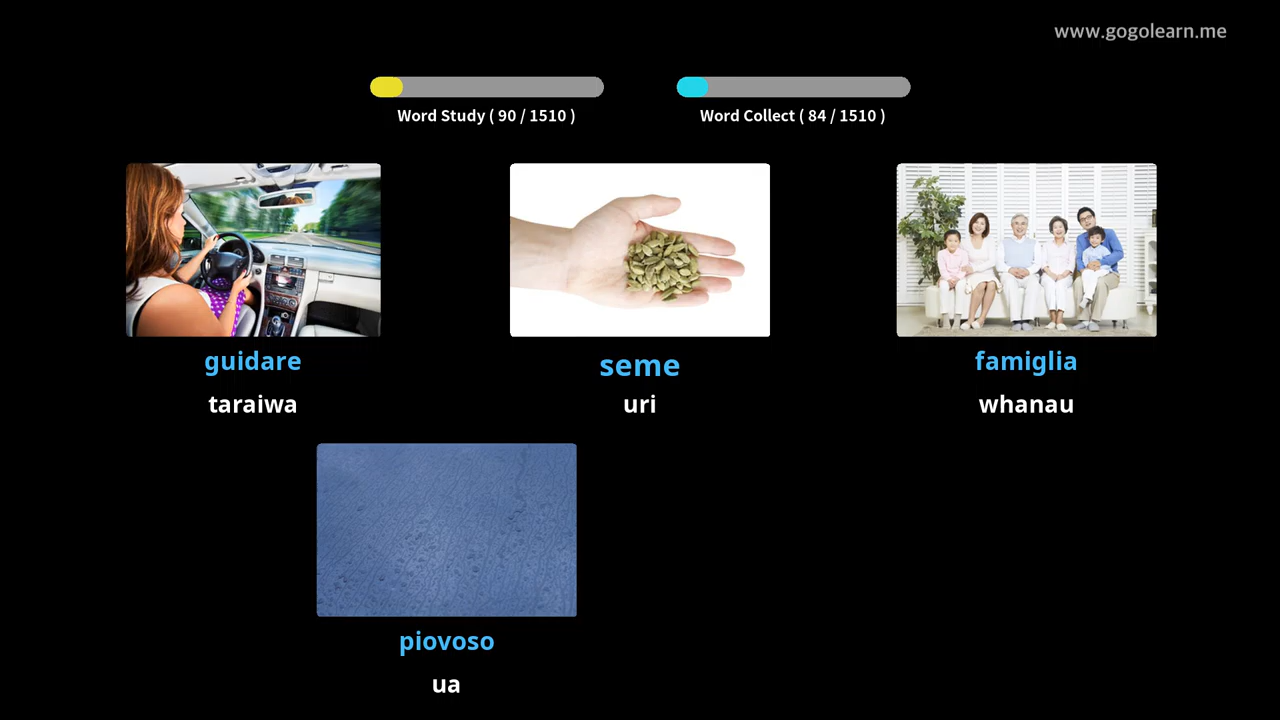 www.gogolearn.me
Word Study ( 90 / 1510 )
Word Collect ( 84 / 1510 )
guidare
seme
famiglia
taraiwa
uri
whanau
piovoso
ua